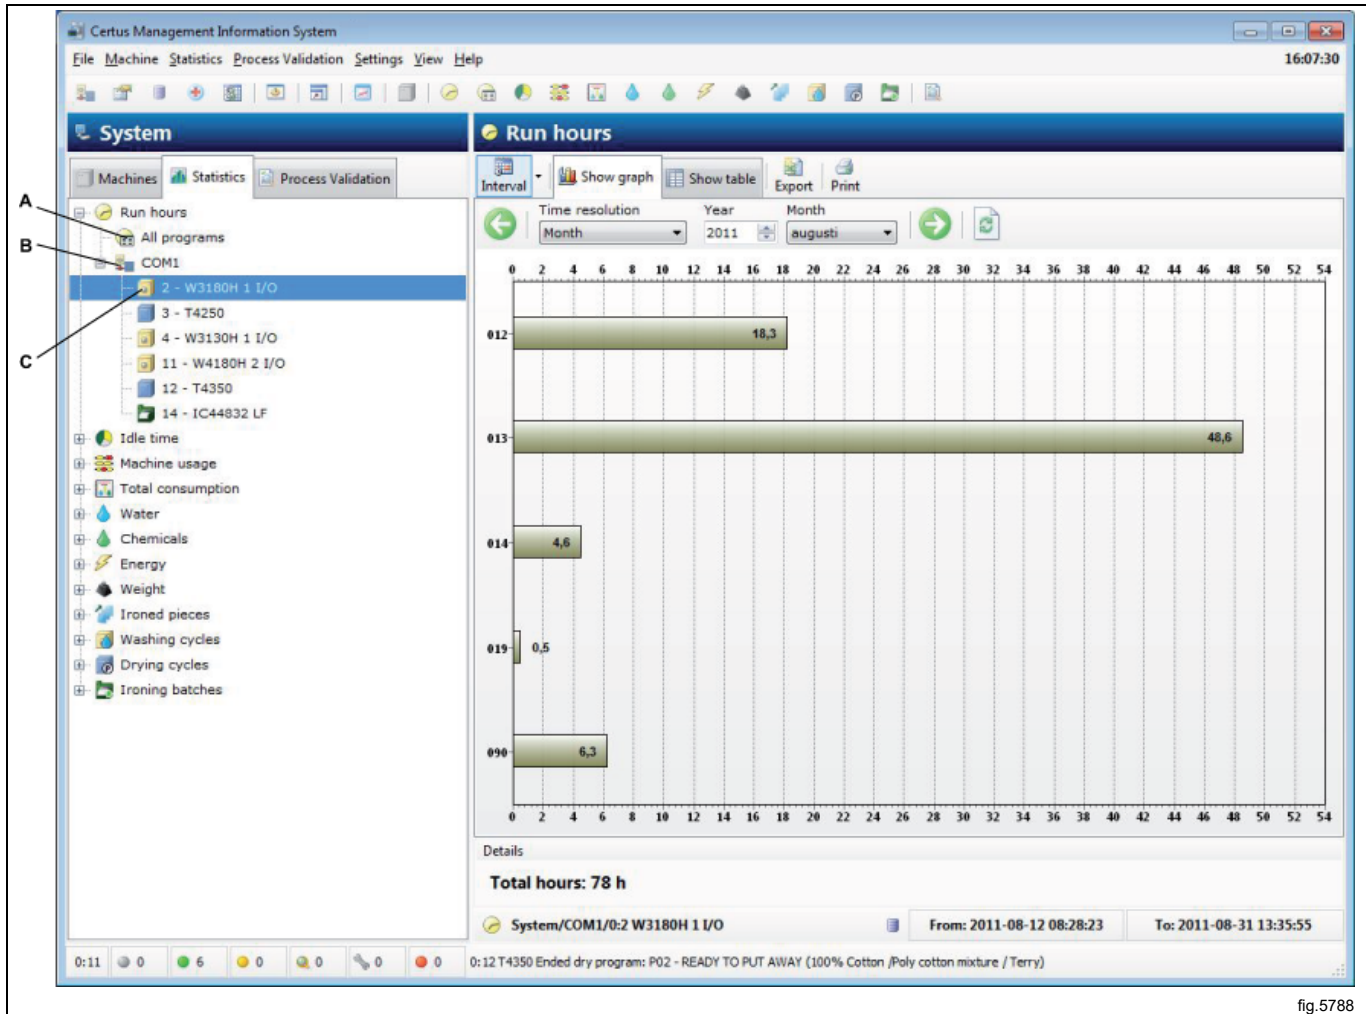 Certus Management Information System
File Machine Statistics Process Validation Settings View Help
16:07:30
System
Machines Statistics Process Validation
A
B
C
Run hours
All programs
COM1
2 - W3180H 1 I/O
3 - T4250
4 - W3130H 1 I/O
11 - W4180H 2 I/O
12 - T4350
14 - IC44832 LF
Idle time
Machine usage
Total consumption
Water
Chemicals
Energy
Weight
Ironed pieces
Washing cycles
Drying cycles
Ironing batches
Run hours
Interval Show graph Show table Export Print
Time resolution Year Month
Month 2011 augusti
0 2 4 6 8 10 12 14 16 18 20 22 24 26 28 30 32 34 36 38 40 42 44 46 48 50 52 54
012 18,3
013 48,6
014 4,6
019 0,5
090 6,3
0 2 4 6 8 10 12 14 16 18 20 22 24 26 28 30 32 34 36 38 40 42 44 46 48 50 52 54
Details
Total hours: 78 h
System/COM1/0:2 W3180H 1 I/O From: 2011-08-12 08:28:23 To: 2011-08-31 13:35:55
0:11 0 6 0 0 0 0 0:12 T4350 Ended dry program: P02 - READY TO PUT AWAY (100% Cotton /Poly cotton mixture / Terry)
fig.5788